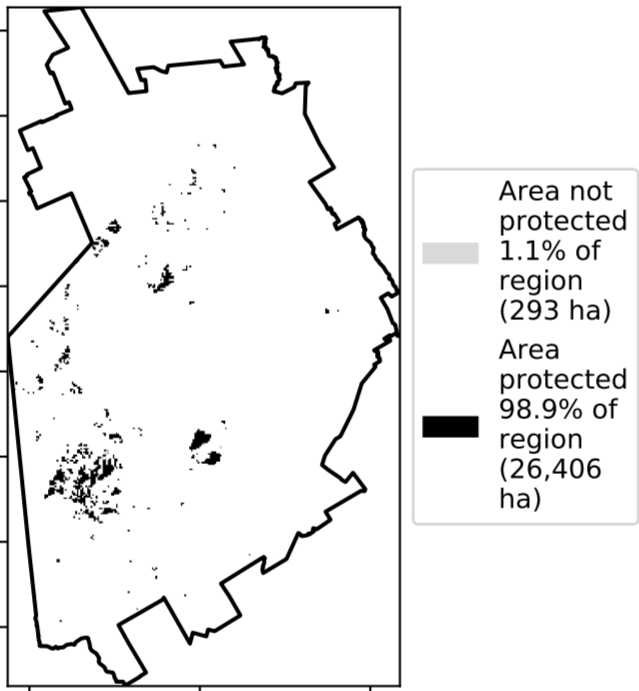 Area not
protected
1.1% of
region
(293 ha)
Area
protected
98.9% of
region
(26,406
ha)